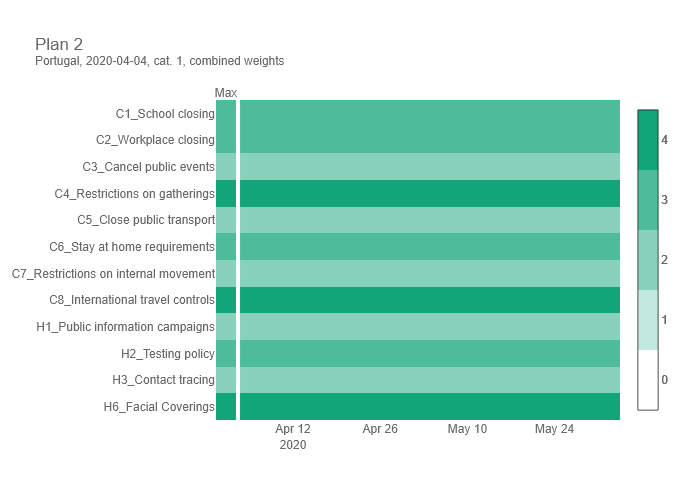 Plan 2
Portugal, 2020-04-04, cat. 1, combined weights
Max
C1_School closing
C2_Workplace closing
C3_Cancel public events
C4_Restrictions on gatherings
C5_Close public transport
C6_Stay at home requirements
C7_Restrictions on internal movement
C8_International travel controls
H1_Public information campaigns
H2_Testing policy
H3_Contact tracing
H6_Facial Coverings
Apr 12
2020
Apr 26
May 10
May 24
4
3
2
1
0